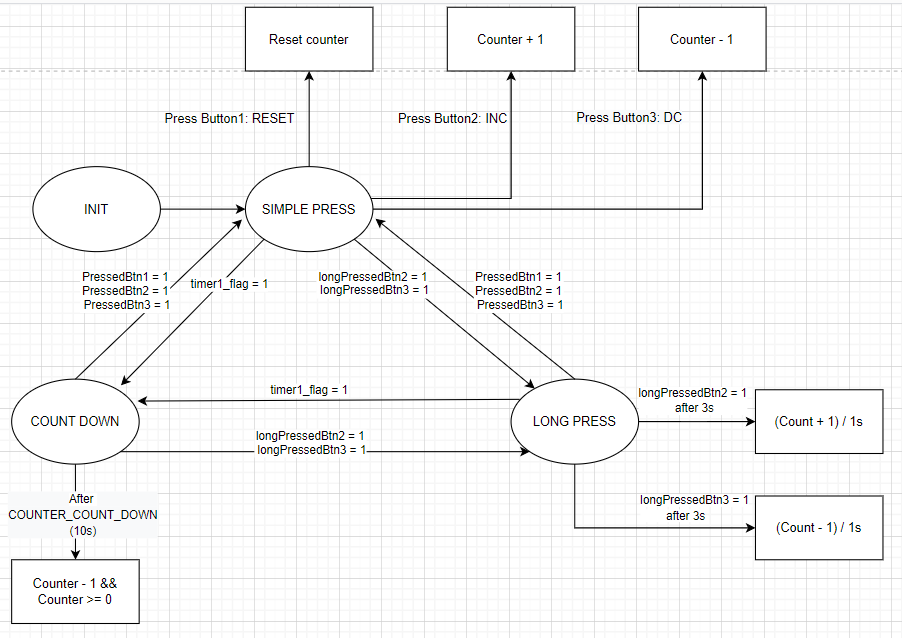 Reset counter
Counter + 1
Counter - 1
Press Button1: RESET
Press Button2: INC
Press Button3: DC
INIT
SIMPLE PRESS
PressedBtn1 = 1
PressedBtn2 = 1
PressedBtn3 = 1
timer1_flag = 1
longPressedBtn2 = 1
longPressedBtn3 = 1
PressedBtn1 = 1
PressedBtn2 = 1
PressedBtn3 = 1
timer1_flag = 1
COUNT DOWN
LONG PRESS
longPressedBtn2 = 1
after 3s
(Count + 1) / 1s
longPressedBtn2 = 1
longPressedBtn3 = 1
After
COUNTER_COUNT_DOWN
(10s)
longPressedBtn3 = 1
after 3s
(Count - 1) / 1s
Counter - 1 &&
Counter >= 0